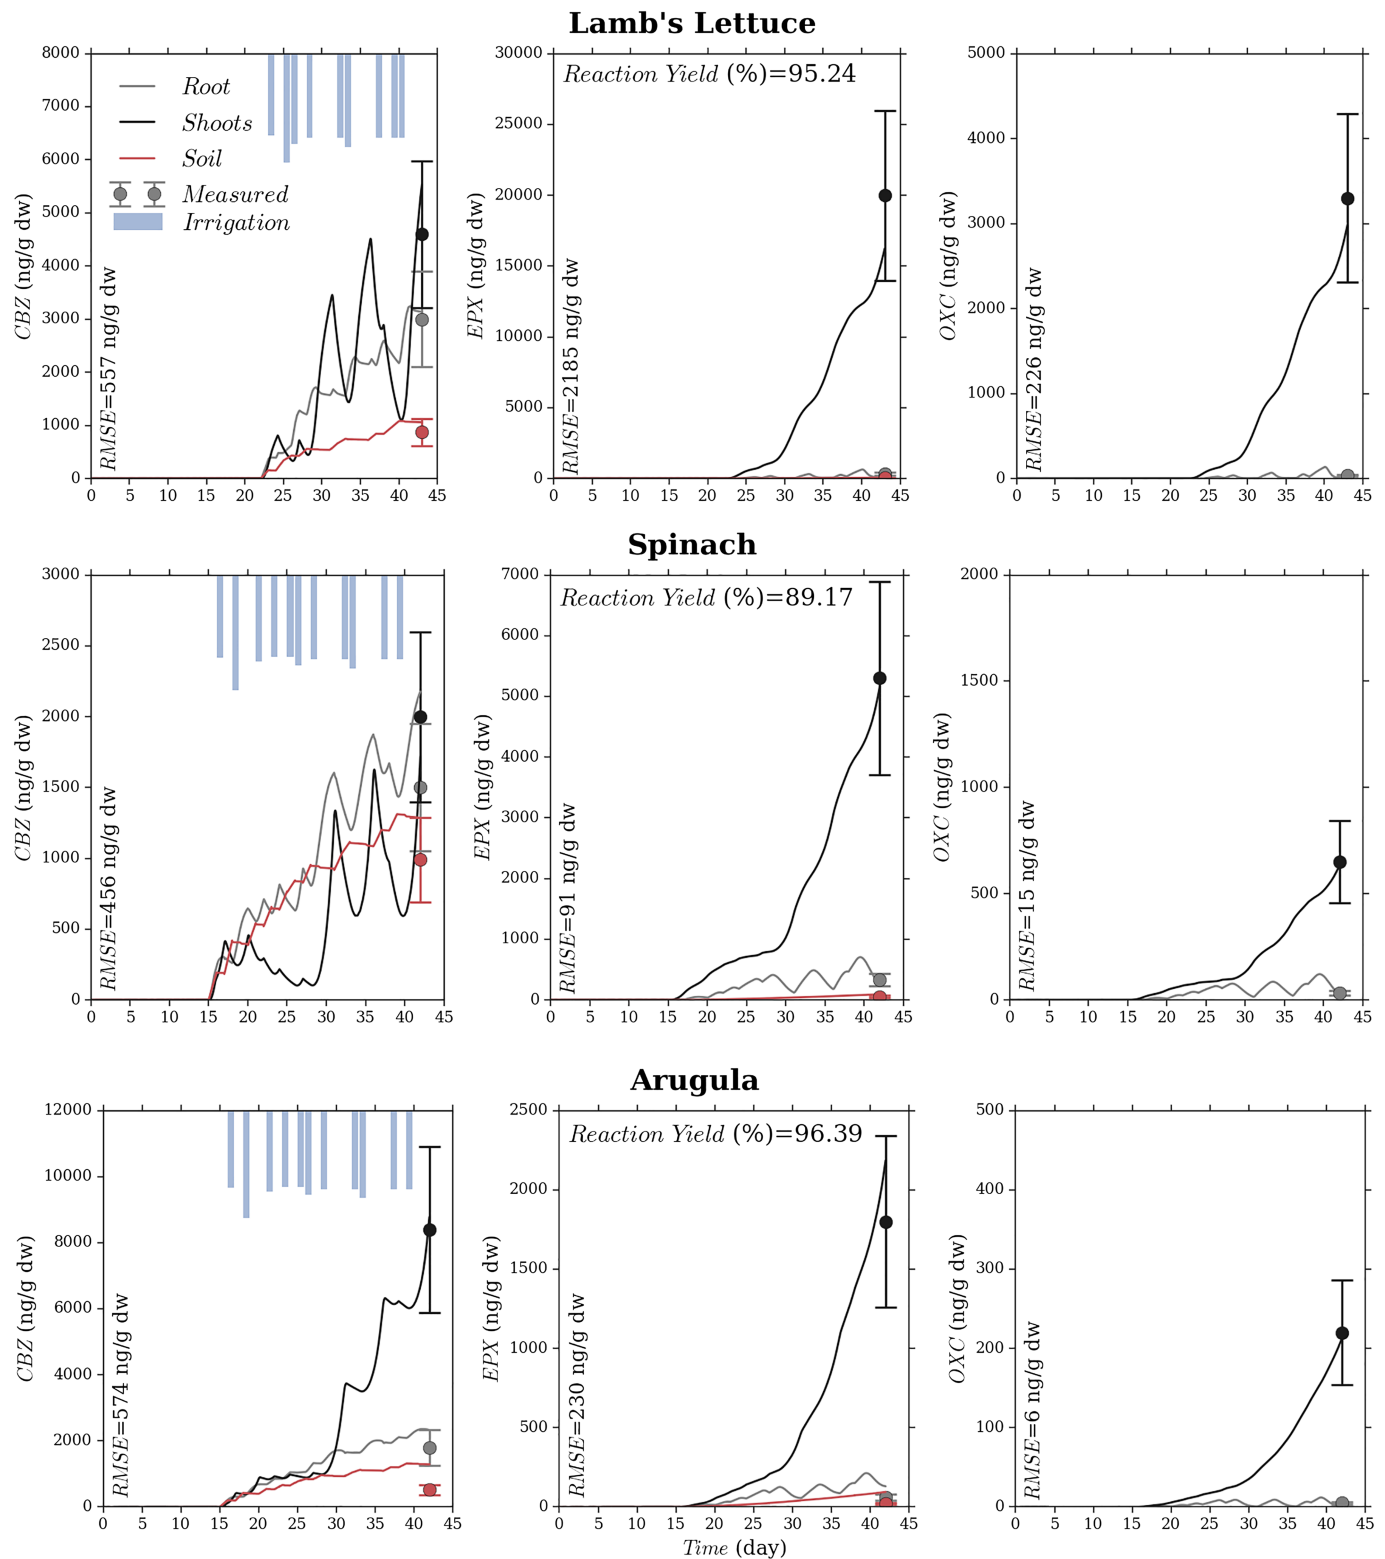 Lamb's Lettuce
8000
7000
6000
5000
4000
3000
2000
1000
0
CBZ (ng/g dw)
RMSE=557 ng/g dw
Root
Shoots
Soil
Measured
Irrigation
0 5 10 15 20 25 30 35 40 45
30000
25000
20000
15000
10000
5000
0
EPX (ng/g dw)
Reaction Yield (%)=95.24
RMSE=2185 ng/g dw
0 5 10 15 20 25 30 35 40 45
5000
4000
3000
2000
1000
0
OXC (ng/g dw)
RMSE=226 ng/g dw
0 5 10 15 20 25 30 35 40 45
Spinach
3000
2500
2000
1500
1000
500
0
CBZ (ng/g dw)
RMSE=456 ng/g dw
0 5 10 15 20 25 30 35 40 45
7000
6000
5000
4000
3000
2000
1000
0
EPX (ng/g dw)
Reaction Yield (%)=89.17
RMSE=91 ng/g dw
0 5 10 15 20 25 30 35 40 45
2000
1500
1000
500
0
OXC (ng/g dw)
RMSE=15 ng/g dw
0 5 10 15 20 25 30 35 40 45
Arugula
12000
10000
8000
6000
4000
2000
0
CBZ (ng/g dw)
RMSE=574 ng/g dw
0 5 10 15 20 25 30 35 40 45
2500
2000
1500
1000
500
0
EPX (ng/g dw)
Reaction Yield (%)=96.39
RMSE=230 ng/g dw
0 5 10 15 20 25 30 35 40 45
Time (day)
500
400
300
200
100
0
OXC (ng/g dw)
RMSE=6 ng/g dw
0 5 10 15 20 25 30 35 40 45